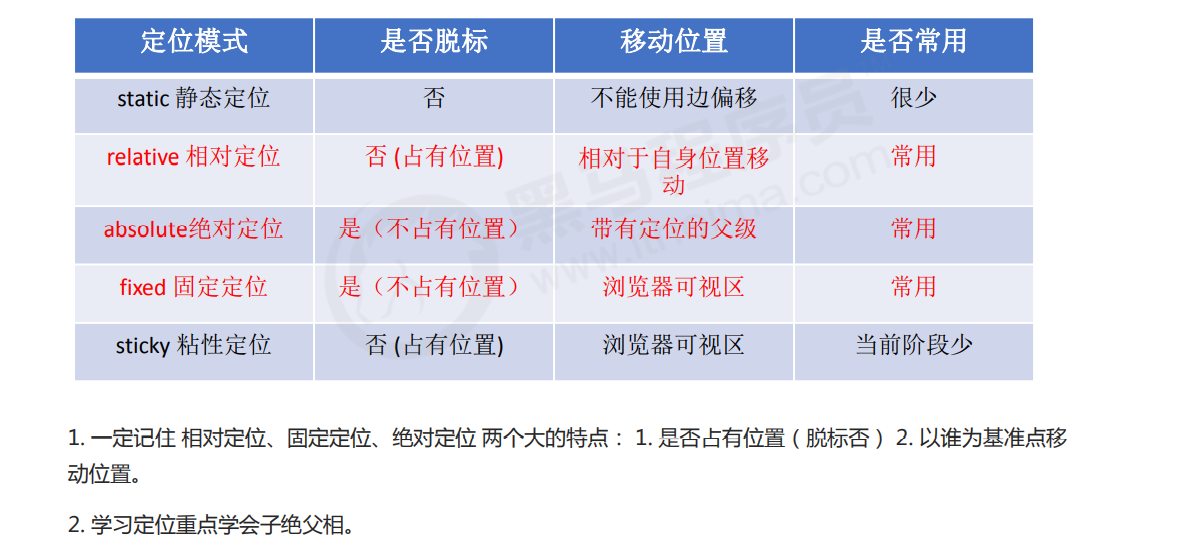 定位模式 是否脱标 移动位置 是否常用
static 静态定位 否 不能使用边偏移 很少
relative 相对定位 否 (占有位置) 相对于自身位置移动 常用
absolute绝对定位 是（不占有位置） 带有定位的父级 常用
fixed 固定定位 是（不占有位置） 浏览器可视区 常用
sticky 粘性定位 否 (占有位置) 浏览器可视区 当前阶段少
黑马程序员
www.itheima.com
1. 一定记住 相对定位、固定定位、绝对定位 两个大的特点： 1. 是否占有位置（脱标否） 2. 以谁为基准点移
动位置。
2. 学习定位重点学会子绝父相。